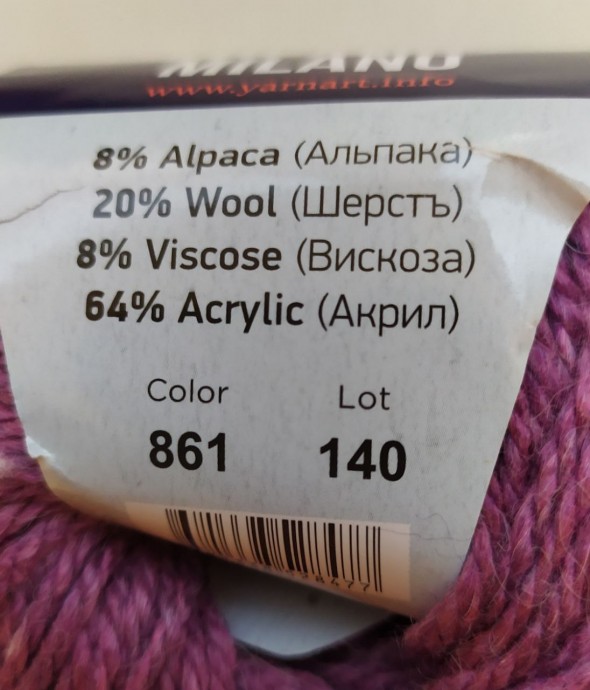 MILANO
www.yarnart.info
8% Alpaca (Альпака)
20% Wool (Шерстъ)
8% Viscose (Вискоза)
64% Acrylic (Акрил)
Color Lot
861 140